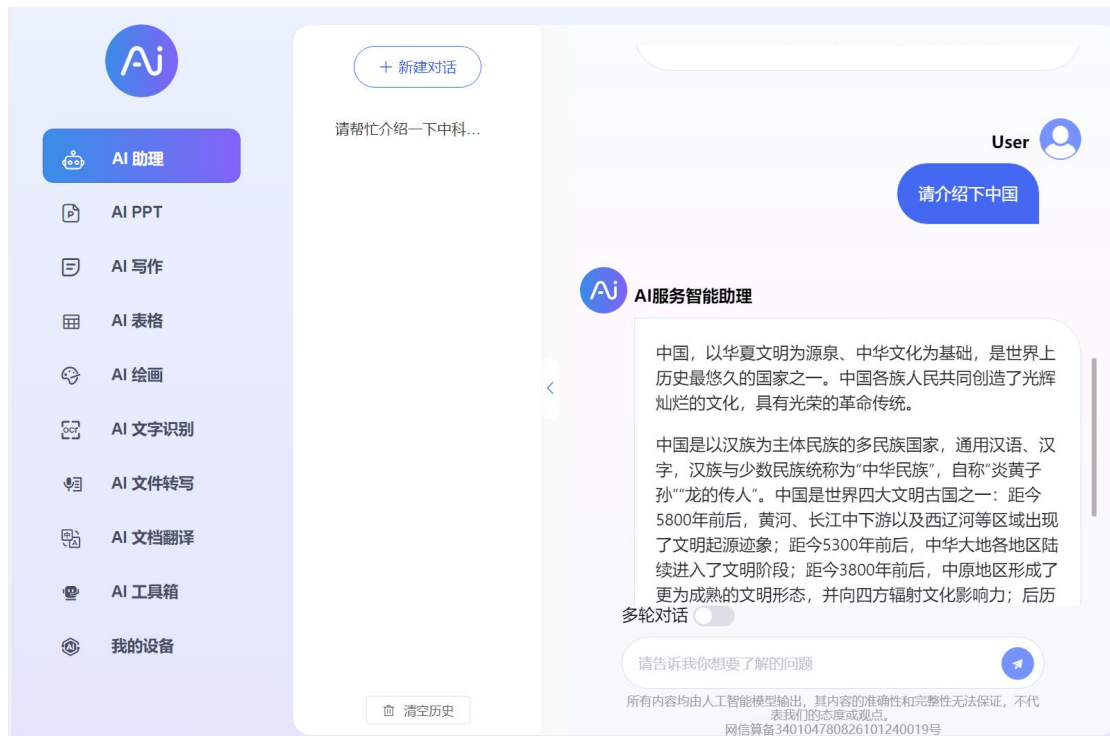 Ai
AI 助理
AI PPT
AI 写作
AI 表格
AI 绘画
ocr
AI 文字识别
AI 文件转写
AI 文档翻译
AI 工具箱
我的设备
+ 新建对话
请帮忙介绍一下中科...
清空历史
User
请介绍下中国
Ai
AI服务智能助理
中国，以华夏文明为源泉、中华文化为基础，是世界上
历史最悠久的国家之一。中国各族人民共同创造了光辉
灿烂的文化，具有光荣的革命传统。
中国是以汉族为主体民族的多民族国家，通用汉语、汉
字，汉族与少数民族统称为“中华民族”，自称“炎黄子
孙”“龙的传人”。中国是世界四大文明古国之一：距今
5800年前后，黄河、长江中下游以及西辽河等区域出现
了文明起源迹象；距今5300年前后，中华大地各地区陆
续进入了文明阶段；距今3800年前后，中原地区形成了
更为成熟的文明形态，并向四方辐射文化影响力；后历
多轮对话
请告诉我你想要了解的问题
所有内容均由人工智能模型输出，其内容的准确性和完整性无法保证，不代
表我们的态度或观点。
网信算备340104780826101240019号